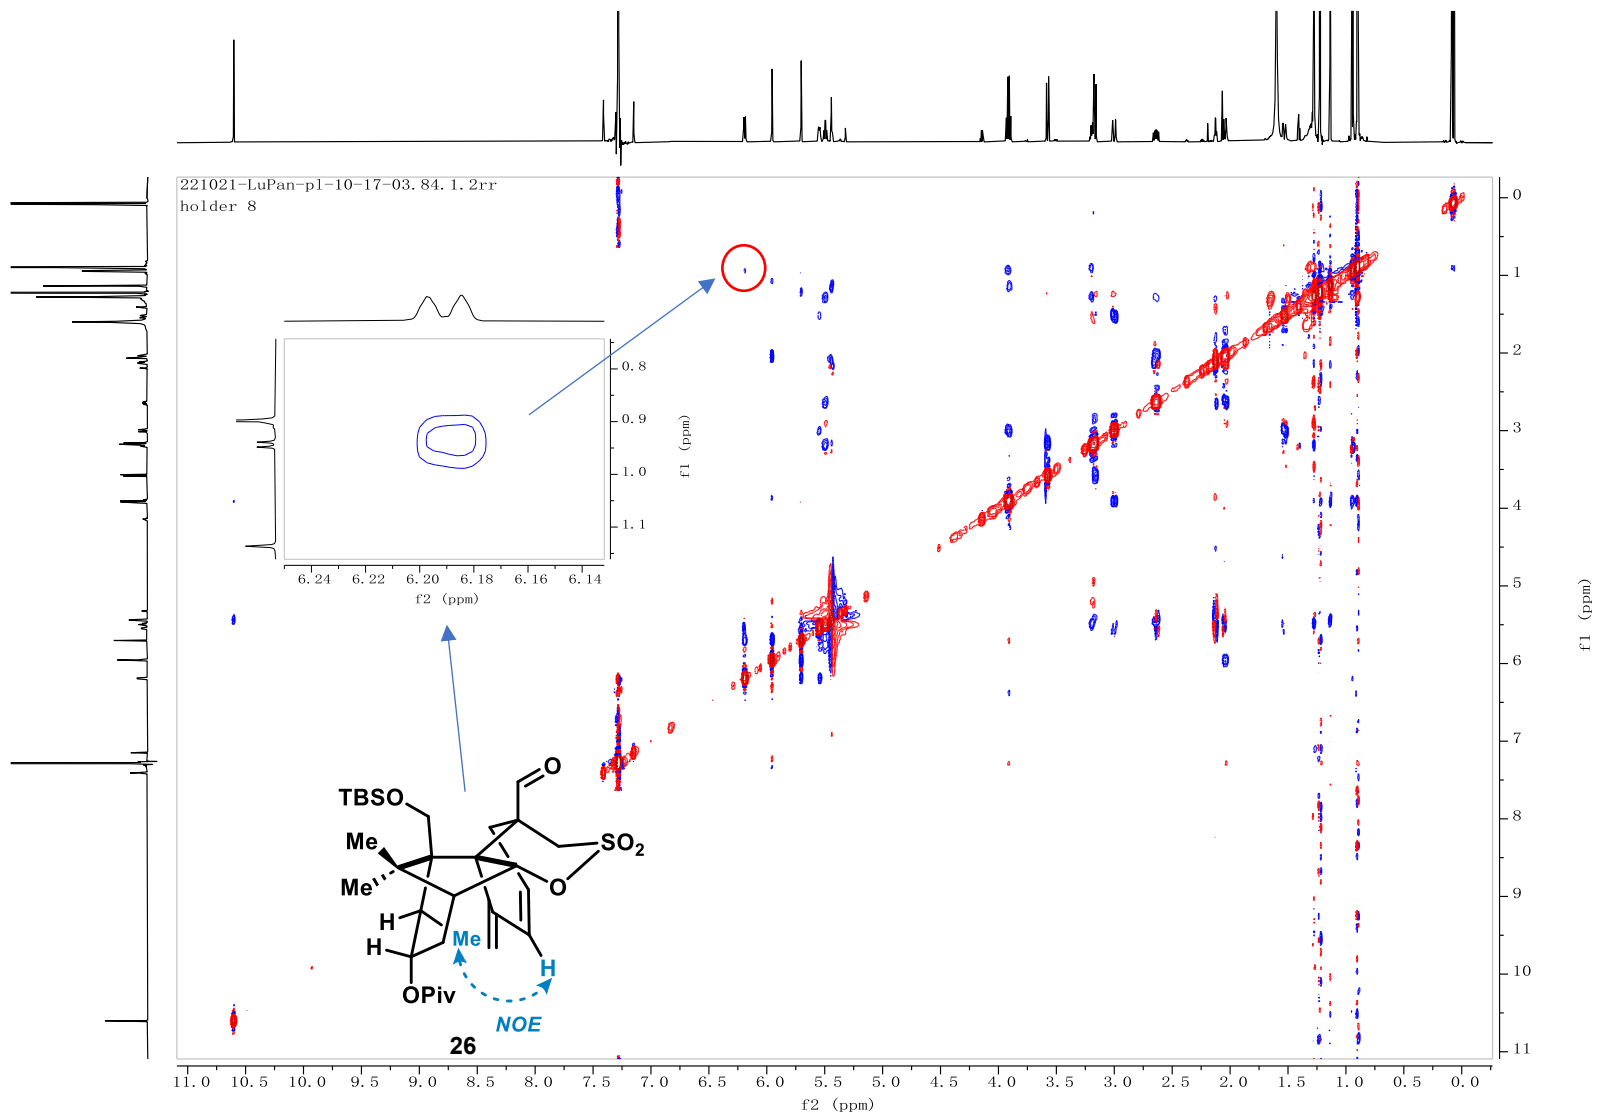 221021-LuPan-pl-10-17-03.84.1.2rr
holder 8
0
1
2
3
4
5
6
7
8
9
10
11
f1 (ppm)
0.8
0.9
1.0
1.1
f1 (ppm)
6.24 6.22 6.20 6.18 6.16 6.14
f2 (ppm)
TBSO
O
Me
Me
SO2
O
H
H
Me
H
OPiv
NOE
26
11.0 10.5 10.0 9.5 9.0 8.5 8.0 7.5 7.0 6.5 6.0 5.5 5.0 4.5 4.0 3.5 3.0 2.5 2.0 1.5 1.0 0.5 0.0
f2 (ppm)